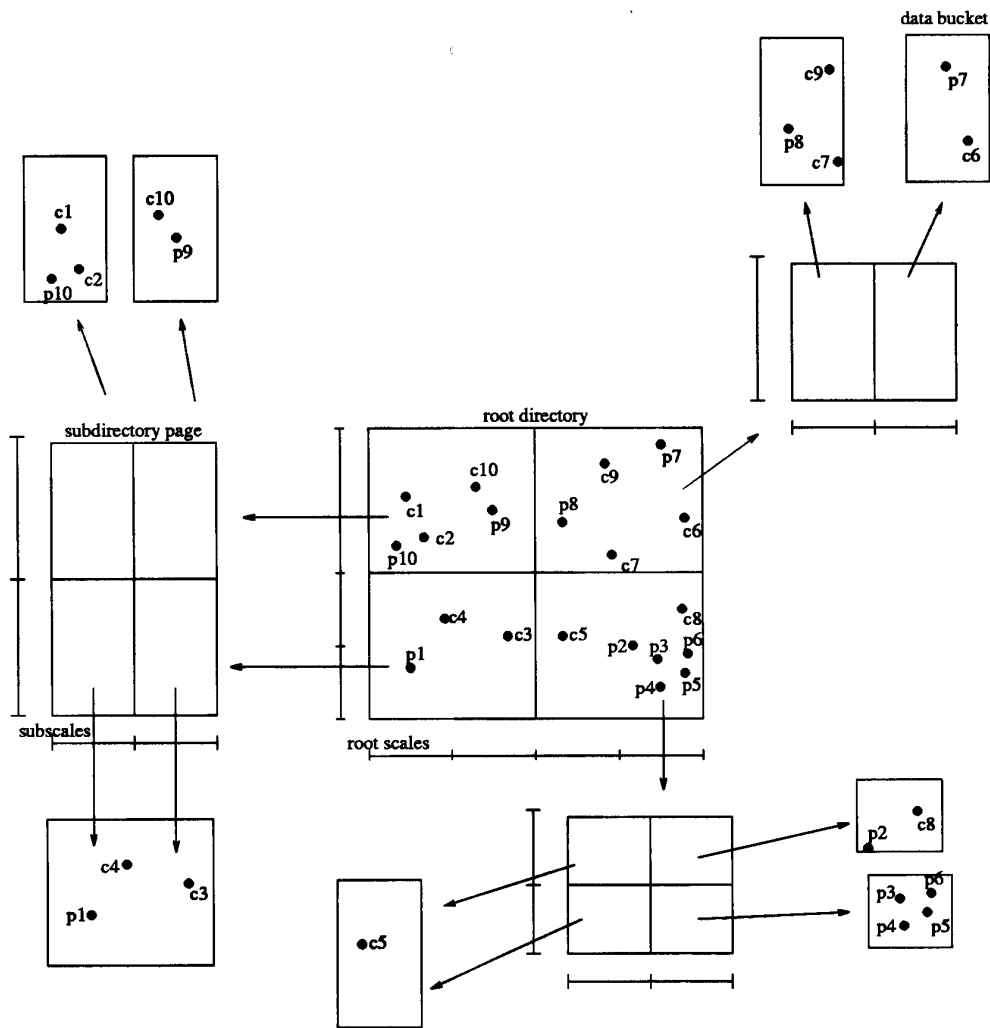 data bucket
c9
p7
p8
c7
c6
c1
c10
c2
p9
p10
subdirectory page
root directory
p7
c10
c9
c1
p9
p8
c6
c2
p10
c7
c4
c3
c5
c8
p1
p2
p3
p6
p4
p5
subscales
root scales
c4
c3
p1
c5
p2
c8
p3
p6
p4
p5